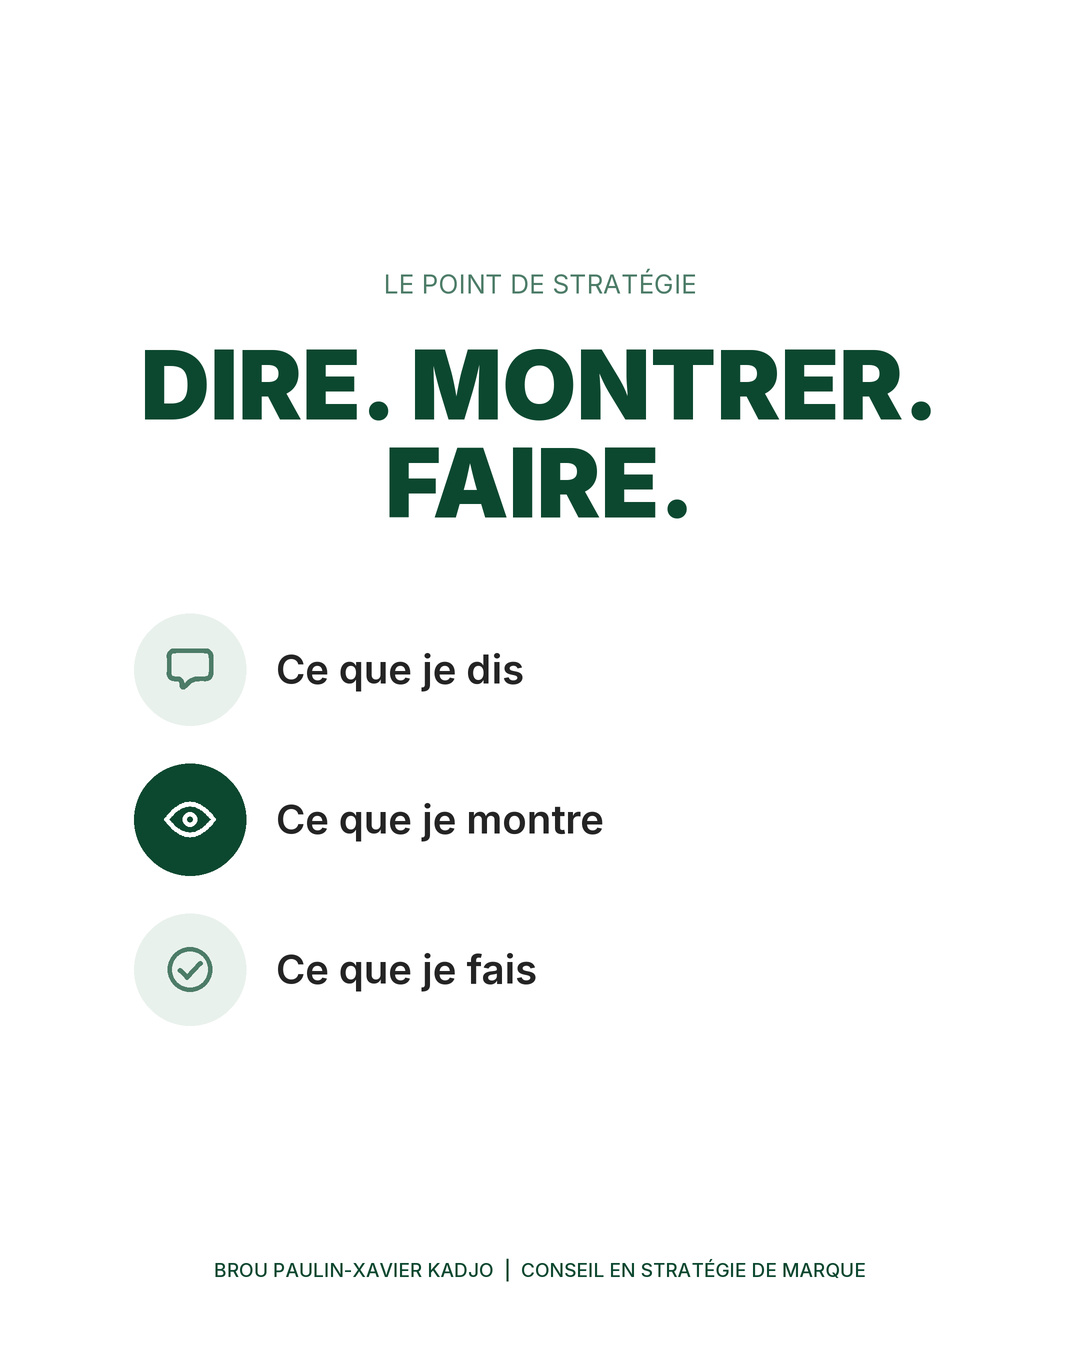 LE POINT DE STRATÉGIE
DIRE. MONTRER.
FAIRE.
Ce que je dis
Ce que je montre
Ce que je fais
BROU PAULIN-XAVIER KADJO | CONSEIL EN STRATÉGIE DE MARQUE